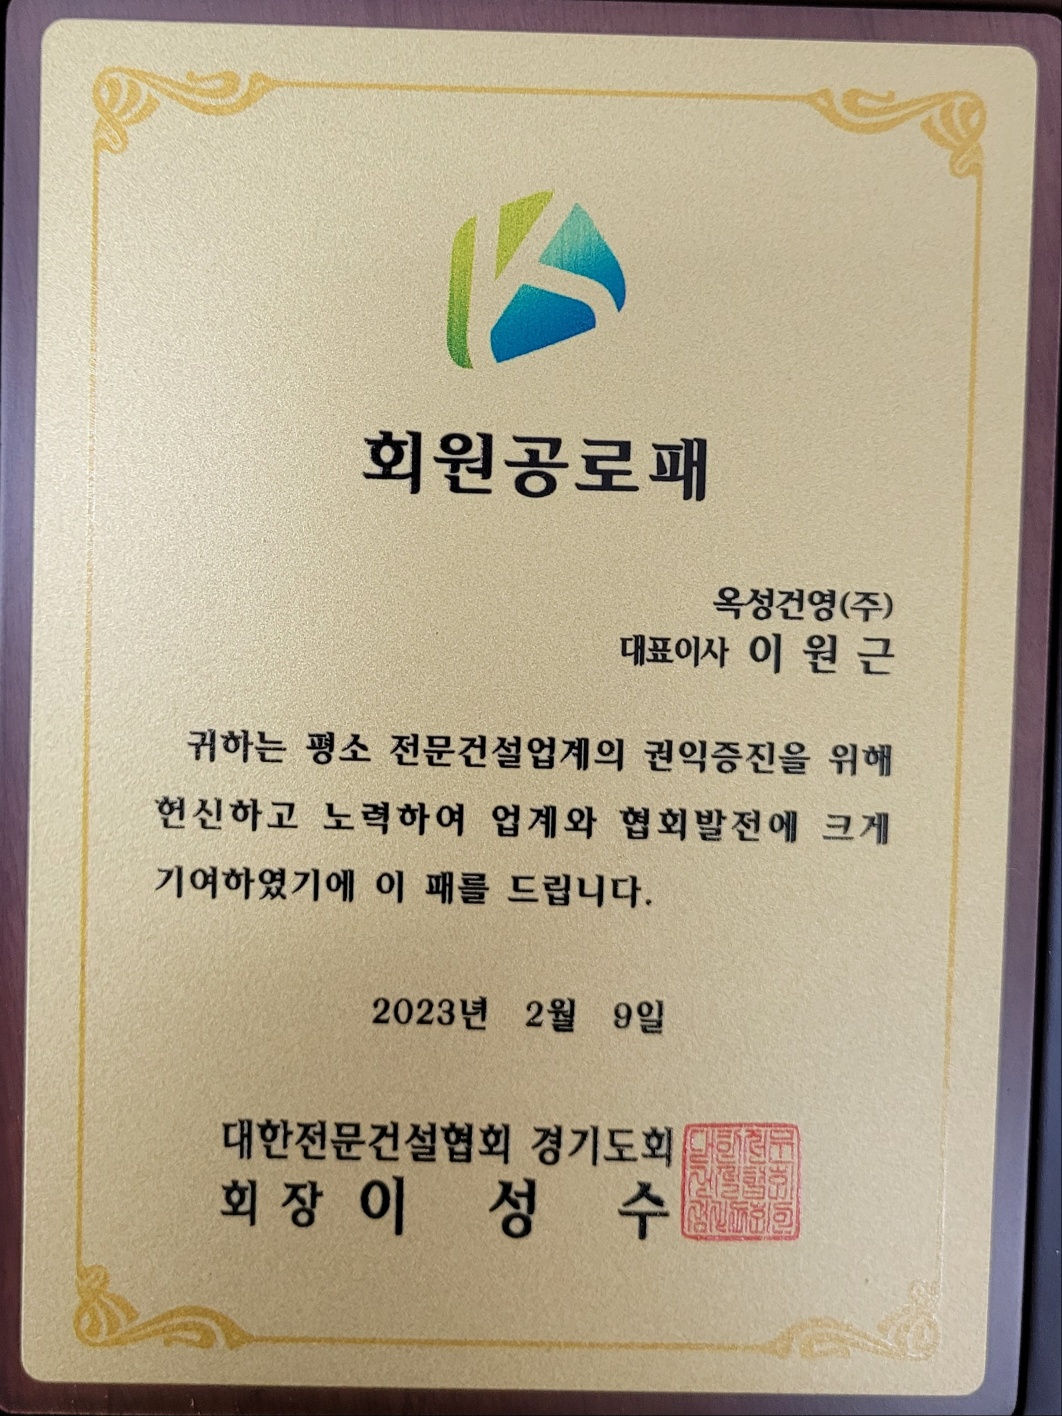 회원공로패
옥성건영(주)
대표이사 이 원 근
귀하는 평소 전문건설업계의 권익증진을 위해
헌신하고 노력하여 업계와 협회발전에 크게
기여하였기에 이 패를 드립니다.
2023년 2월 9일
대한전문건설협회 경기도회
회 장 이 성 수